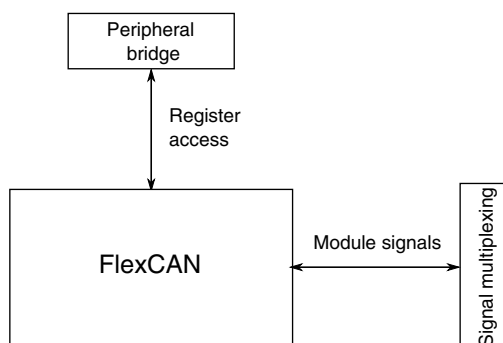 Peripheral
bridge
Register
access
Module signals
FlexCAN
Signal multiplexing